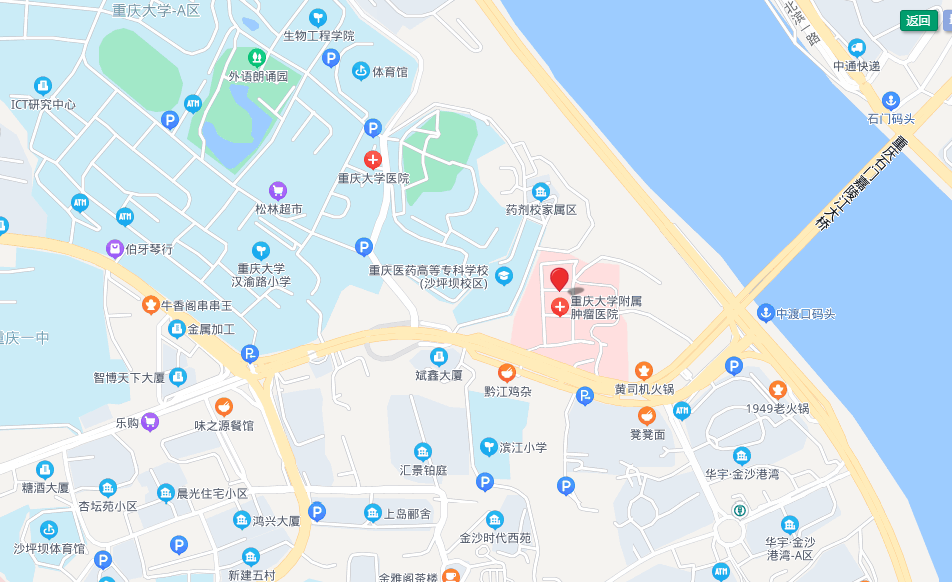 重庆大学-A区
生物工程学院
北滨一路
返回
P
体育馆
外语朗诵园
中通快递
ICT研究中心
ATM
P
P
石门码头
重庆石门嘉陵江大桥
重庆大学医院
松林超市
药剂校家属区
ATM
ATM
伯牙琴行
P
重庆大学
汉渝路小学
重庆医药高等专科学校
(沙坪坝校区)
重庆大学附属
肿瘤医院
牛香阁串串王
金属加工
中渡口码头
重庆一中
P
斌鑫大厦
智博天下大厦
黔江鸡杂
P
黄司机火锅
P
1949老火锅
乐购
味之源餐馆
ATM
凳凳面
滨江小学
汇景铂庭
华宇·金沙港湾
糖酒大厦
P
P
杏坛苑小区
晨光住宅小区
鸿兴大厦
P
上岛郦舍
金沙时代西苑
华宇·金沙
港湾-A区
沙坪坝体育馆
P
P
新建五村
金雅阁茶楼
ATM